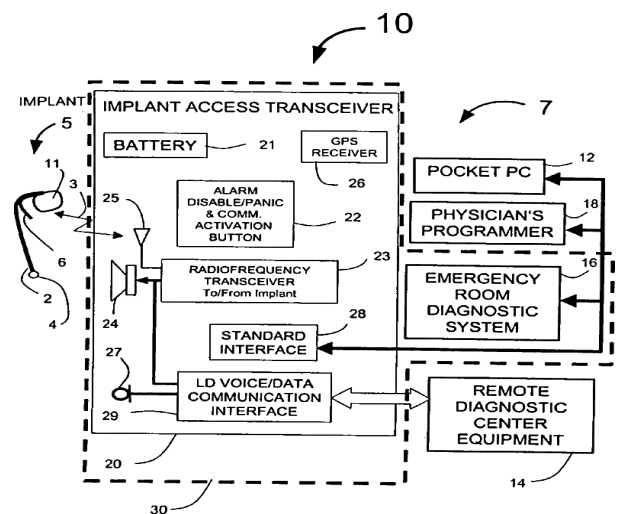 10
IMPLANT
5
IMPLANT ACCESS TRANSCEIVER
7
BATTERY
21
GPS
RECEIVER
26
POCKET PC
12
11
3
25
ALARM
DISABLE/PANIC
& COMM.
ACTIVATION
BUTTON
22
PHYSICIAN'S
PROGRAMMER
18
6
RADIOFREQUENCY
TRANSCEIVER
To/From Implant
23
16
EMERGENCY
ROOM
DIAGNOSTIC
SYSTEM
2
4
24
28
STANDARD
INTERFACE
27
LD VOICE/DATA
COMMUNICATION
INTERFACE
29
REMOTE
DIAGNOSTIC
CENTER
EQUIPMENT
20
14
30